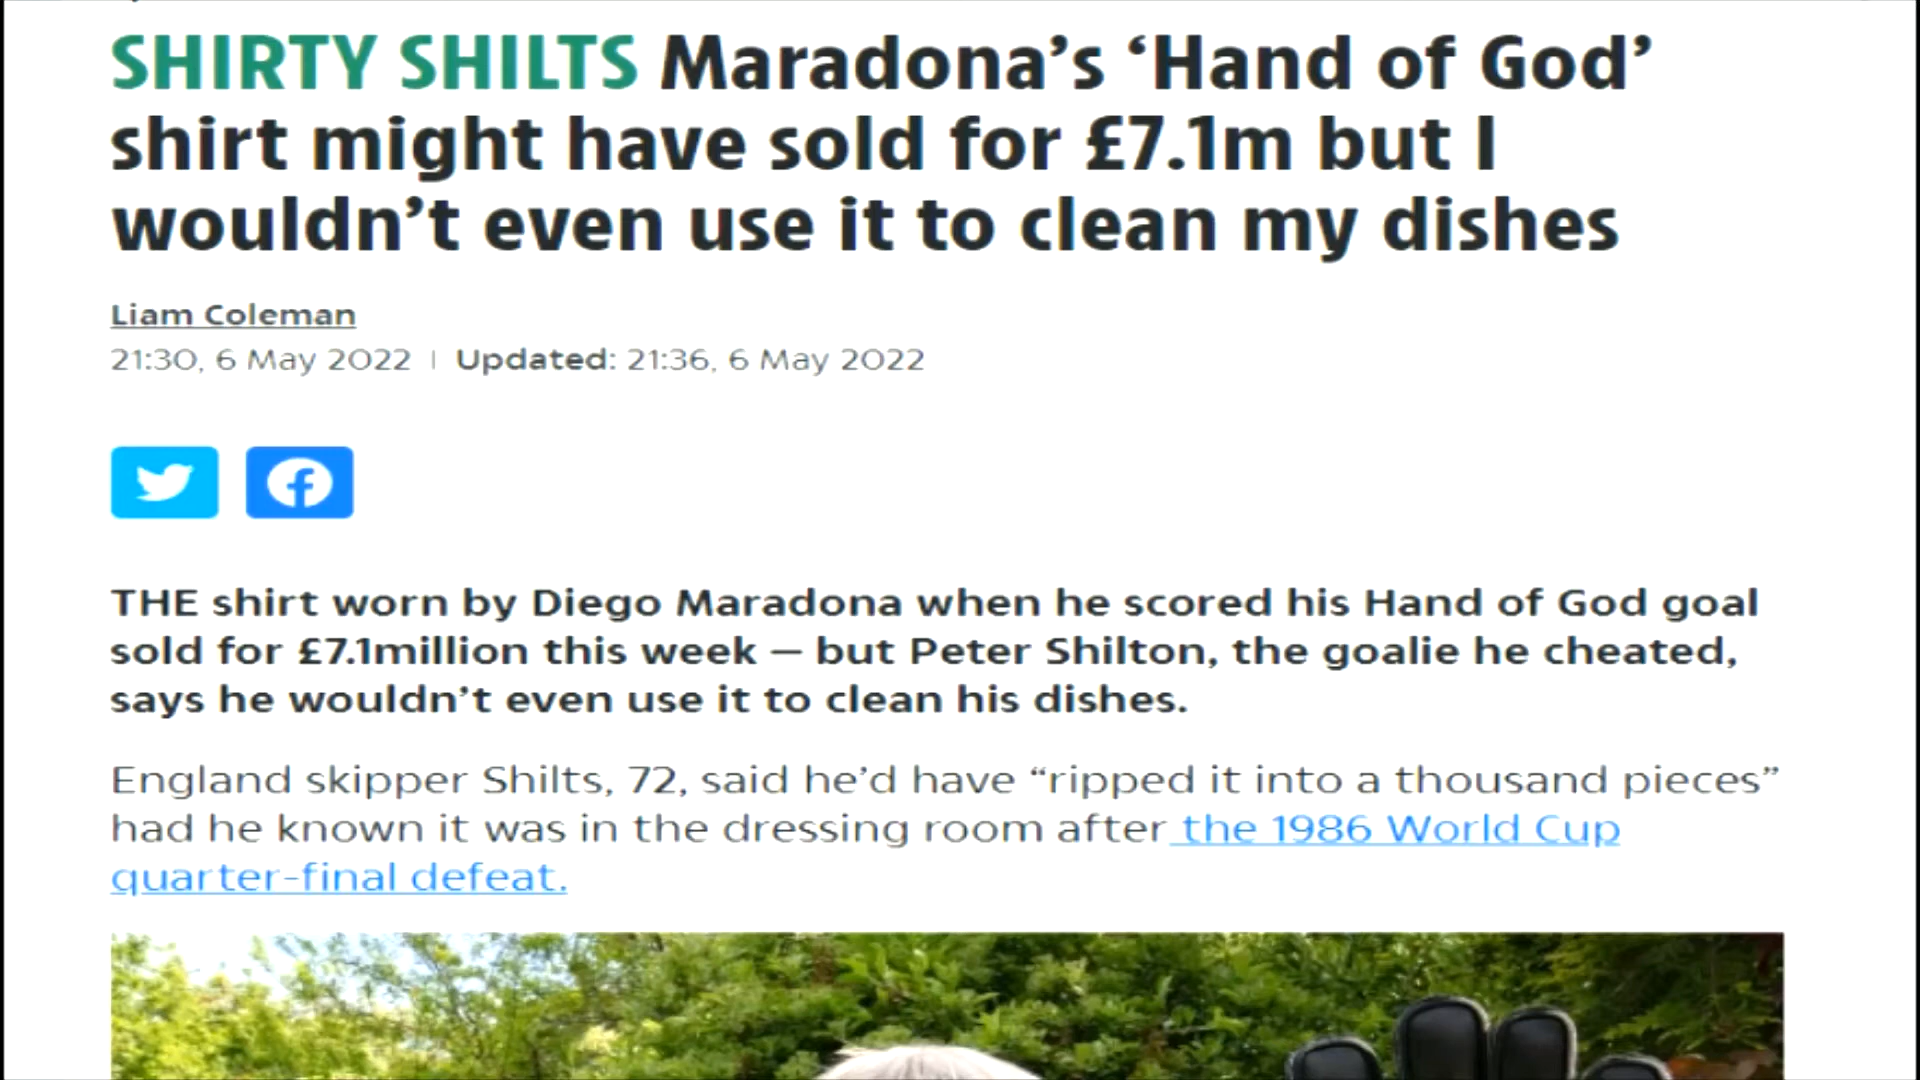 SHIRTY SHILTS Maradona’s ‘Hand of God’
shirt might have sold for £7.1m but I
wouldn’t even use it to clean my dishes
Liam Coleman
21:30, 6 May 2022 | Updated: 21:36, 6 May 2022
THE shirt worn by Diego Maradona when he scored his Hand of God goal
sold for £7.1million this week — but Peter Shilton, the goalie he cheated,
says he wouldn’t even use it to clean his dishes.
England skipper Shilts, 72, said he’d have “ripped it into a thousand pieces”
had he known it was in the dressing room after the 1986 World Cup
quarter-final defeat.